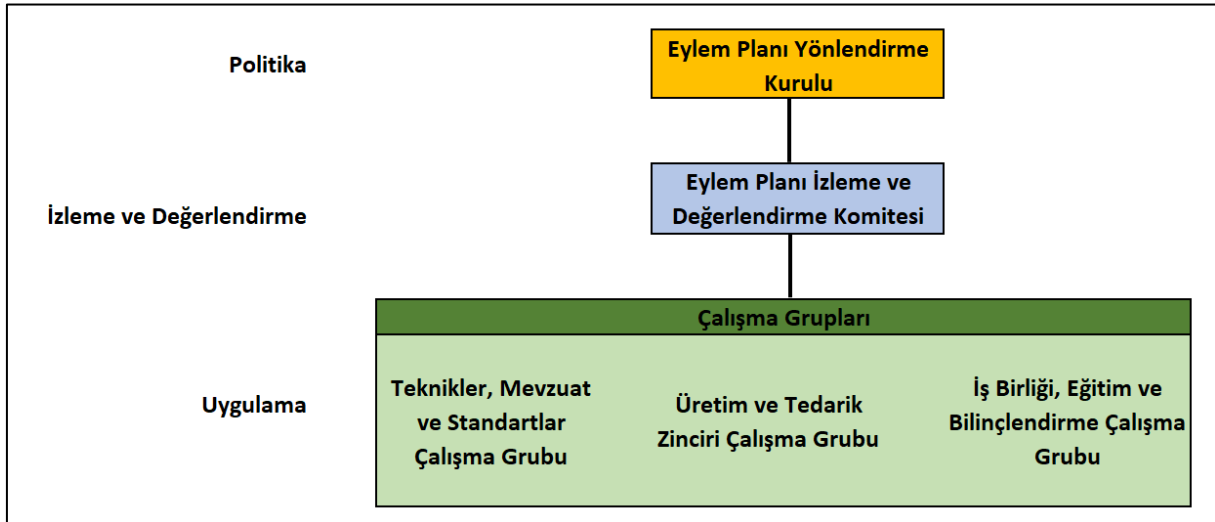 Politika
Eylem Planı Yönlendirme
Kurulu
İzleme ve Değerlendirme
Eylem Planı İzleme ve
Değerlendirme Komitesi
Çalışma Grupları
Uygulama
Teknikler, Mevzuat
ve Standartlar
Çalışma Grubu
Üretim ve Tedarik
Zinciri Çalışma Grubu
İş Birliği, Eğitim ve
Bilinçlendirme Çalışma
Grubu